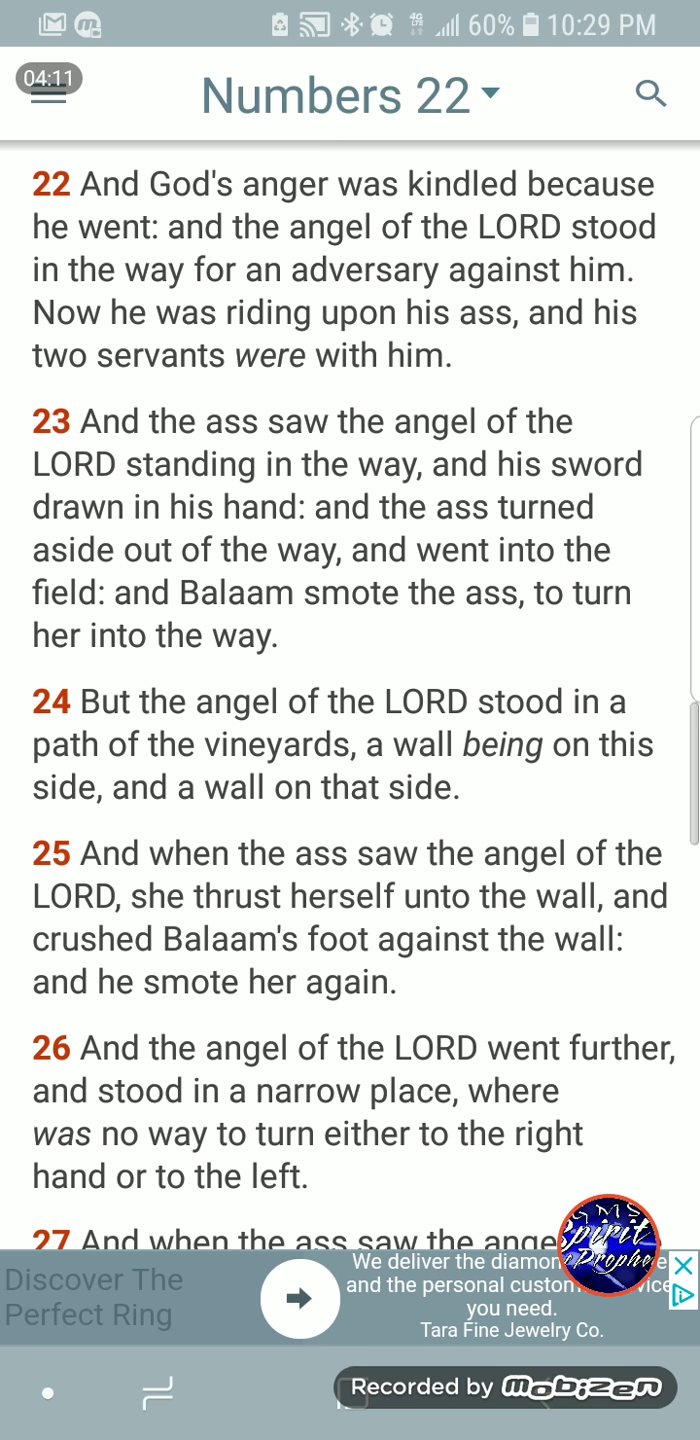 60% 10:29 PM
04:11
Numbers 22
22 And God's anger was kindled because
he went: and the angel of the LORD stood
in the way for an adversary against him.
Now he was riding upon his ass, and his
two servants were with him.
23 And the ass saw the angel of the
LORD standing in the way, and his sword
drawn in his hand: and the ass turned
aside out of the way, and went into the
field: and Balaam smote the ass, to turn
her into the way.
24 But the angel of the LORD stood in a
path of the vineyards, a wall being on this
side, and a wall on that side.
25 And when the ass saw the angel of the
LORD, she thrust herself unto the wall, and
crushed Balaam's foot against the wall:
and he smote her again.
26 And the angel of the LORD went further,
and stood in a narrow place, where
was no way to turn either to the right
hand or to the left.
27 And when the ass saw the ange
GMS
Spirit
Prophe
Discover The
Perfect Ring
We deliver the
and the personal custom
you need.
Tara Fine Jewelry Co.
Recorded by Mobizen